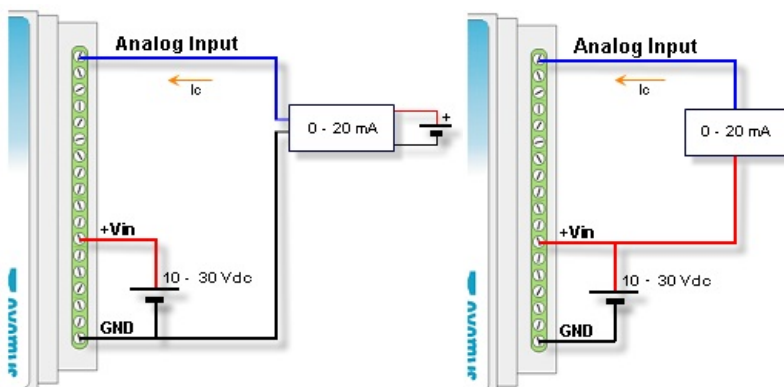 Analog Input
Ic
0 - 20 mA
+
+Vin
10 - 30 Vdc
GND
Analog Input
Ic
0 - 20 mA
+Vin
10 - 30 Vdc
GND